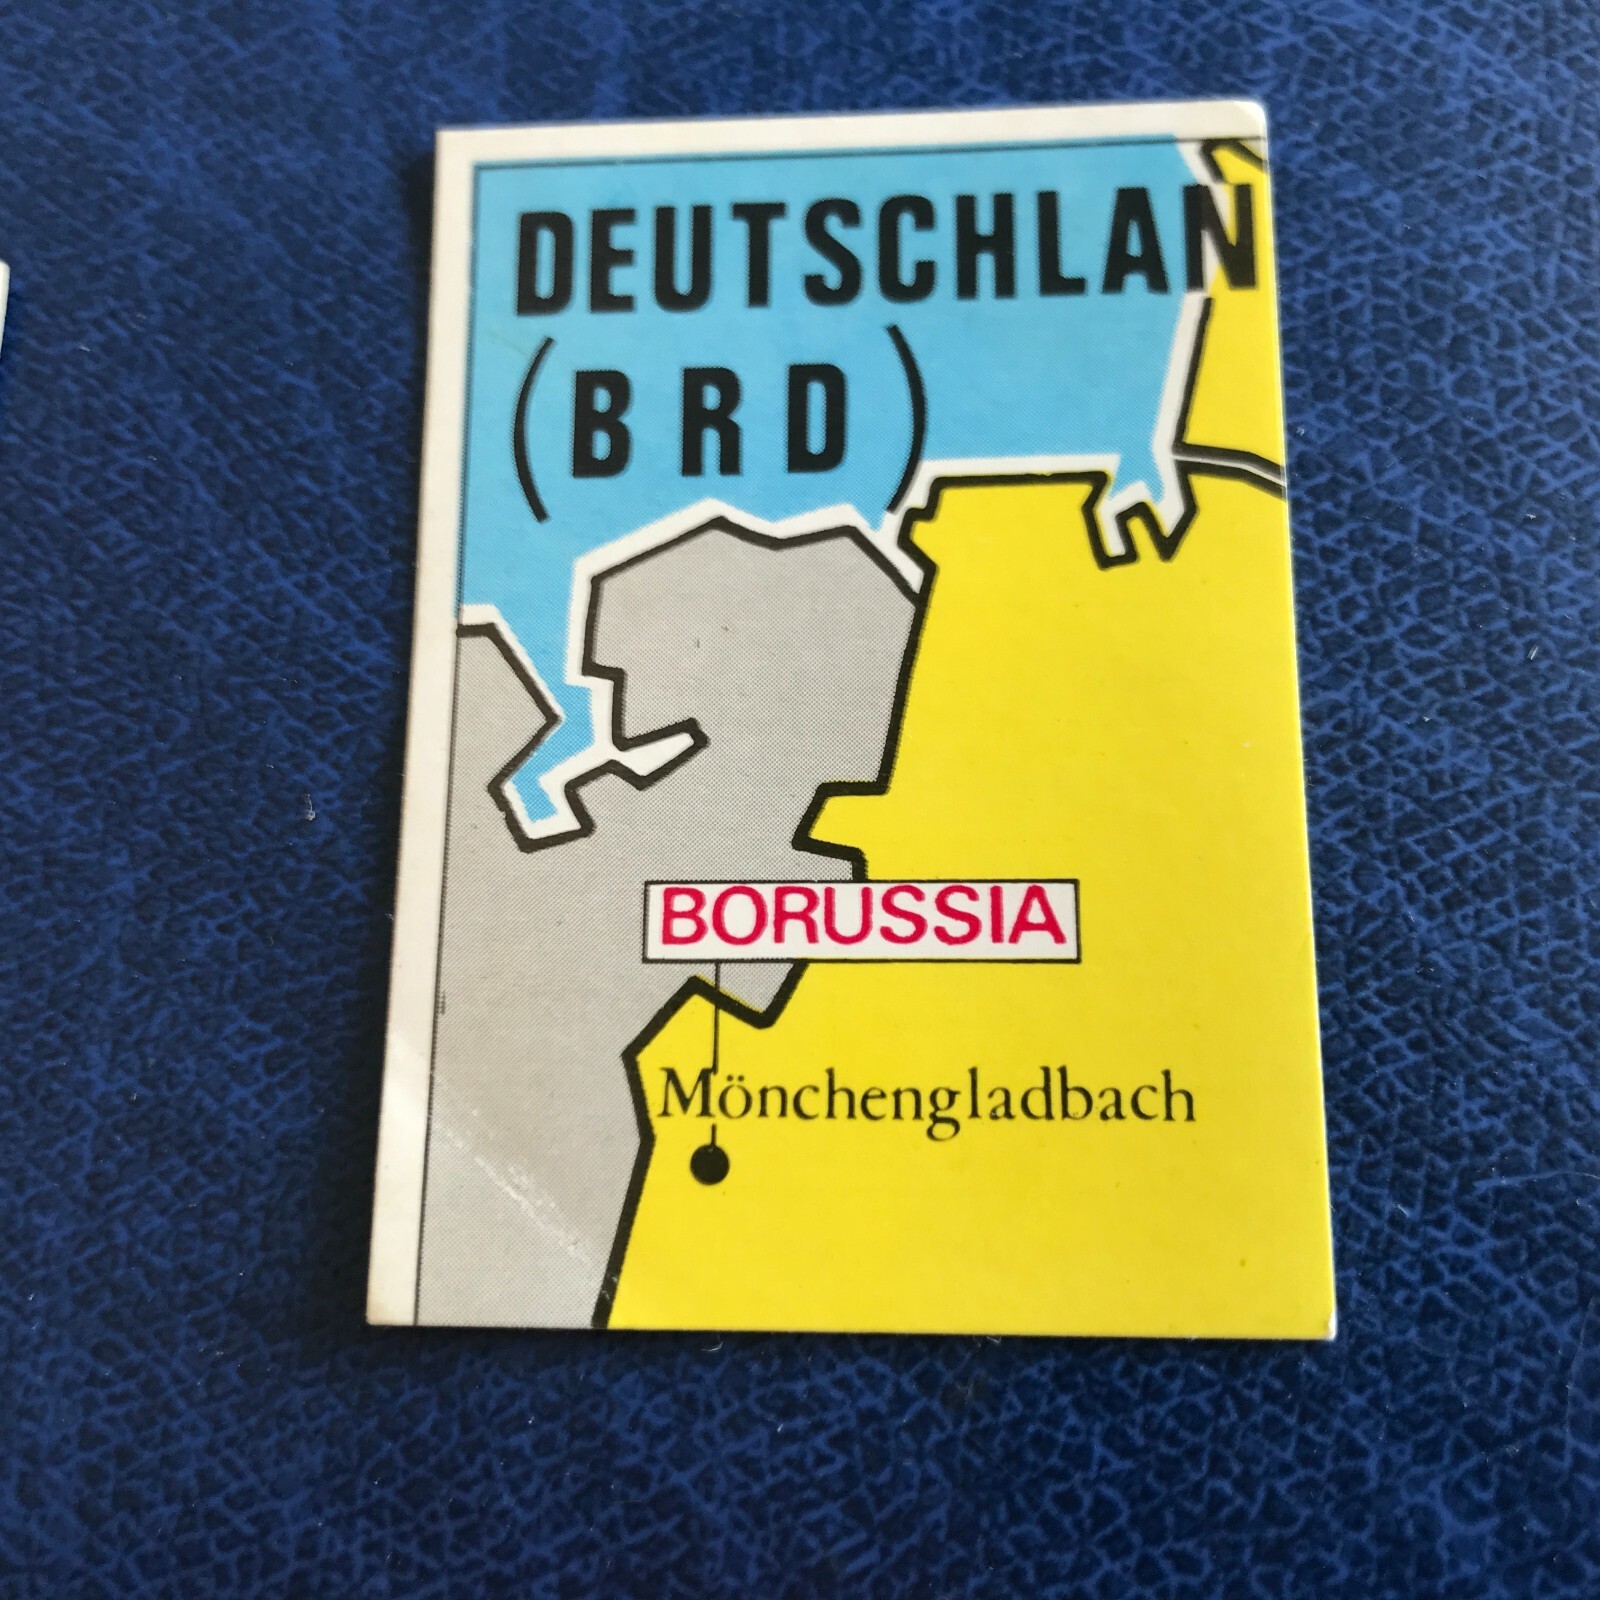 DEUTSCHLAN
(BRD)
BORUSSIA
Mönchengladbach